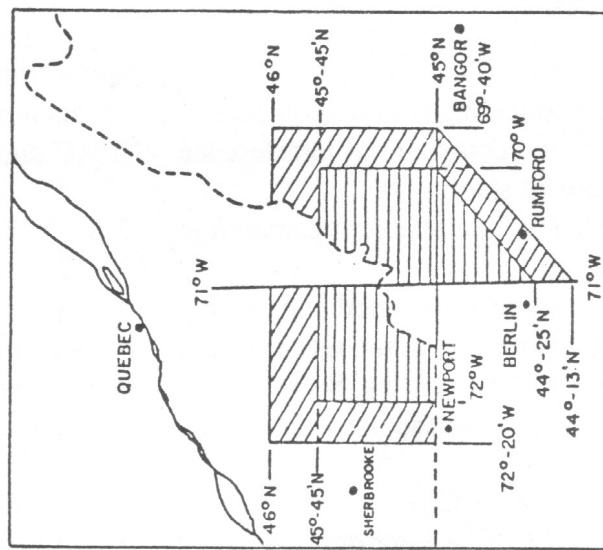 QUEBEC
71° W
46° N
45°-45'N
46° N
45°-45'N
SHERBROOKE
45° N
BANGOR
69°-40'W
70° W
NEWPORT
72° W
72°-20'W
RUMFORD
BERLIN
44°-25'N
44°-13'N
71° W